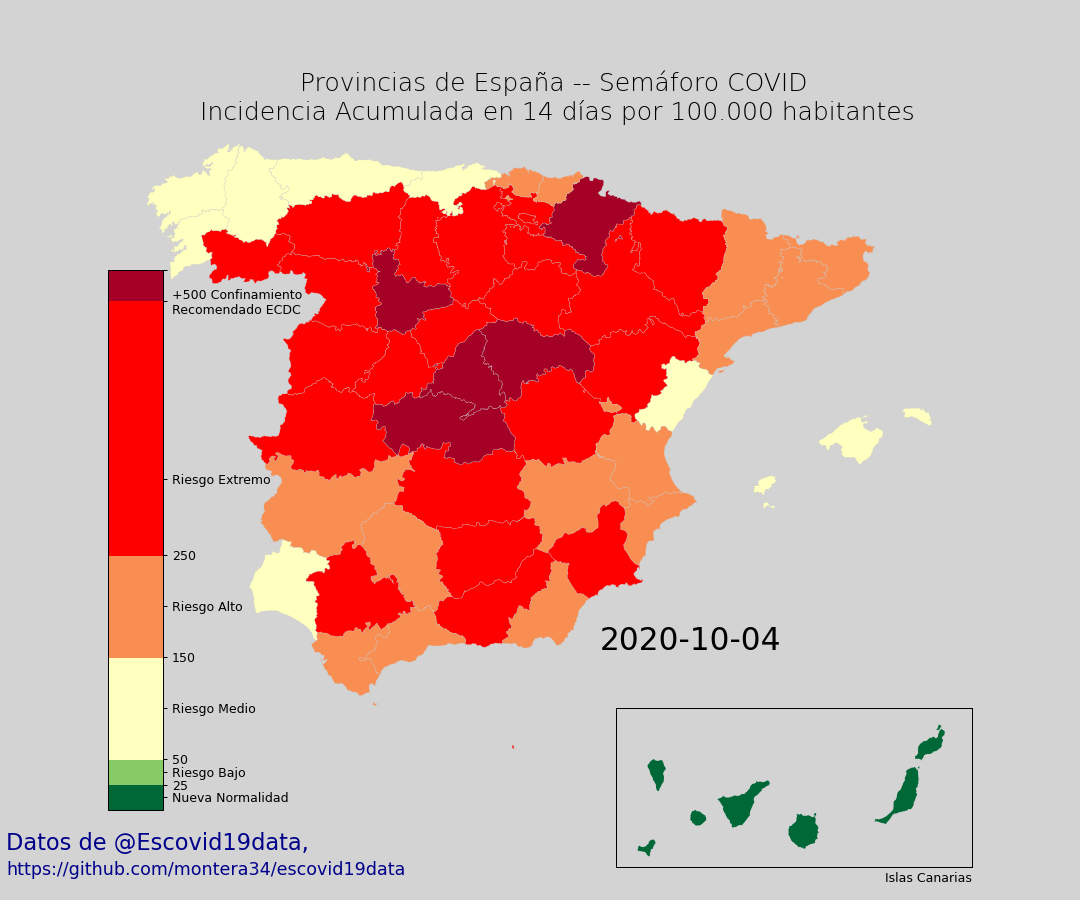 Provincias de España -- Semáforo COVID
Incidencia Acumulada en 14 días por 100.000 habitantes
+500 Confinamiento
Recomendado ECDC
Riesgo Extremo
250
Riesgo Alto
150
Riesgo Medio
50
Riesgo Bajo
25
Nueva Normalidad
2020-10-04
Islas Canarias
Datos de @Escovid19data,
https://github.com/montera34/escovid19data